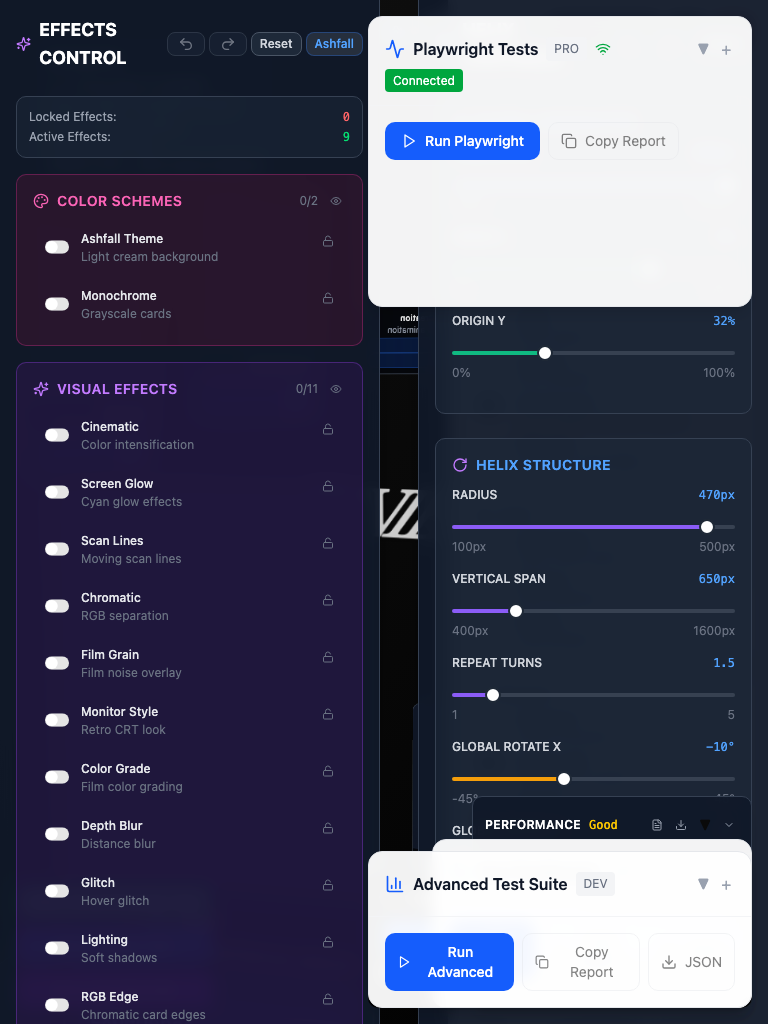 EFFECTS
CONTROL
Reset
Ashfall
Locked Effects:
0
Active Effects:
9
COLOR SCHEMES
0/2
Ashfall Theme
Light cream background
Monochrome
Grayscale cards
VISUAL EFFECTS
0/11
Cinematic
Color intensification
Screen Glow
Cyan glow effects
Scan Lines
Moving scan lines
Chromatic
RGB separation
Film Grain
Film noise overlay
Monitor Style
Retro CRT look
Color Grade
Film color grading
Depth Blur
Distance blur
Glitch
Hover glitch
Lighting
Soft shadows
RGB Edge
Chromatic card edges
Playwright Tests
PRO
+
Connected
Run Playwright
Copy Report
ORIGIN Y
32%
0%
100%
HELIX STRUCTURE
RADIUS
470px
100px
500px
VERTICAL SPAN
650px
400px
1600px
REPEAT TURNS
1.5
1
5
GLOBAL ROTATE X
-10°
-45°
PERFORMANCE
Good
Advanced Test Suite
DEV
+
Run
Advanced
Copy
Report
JSON